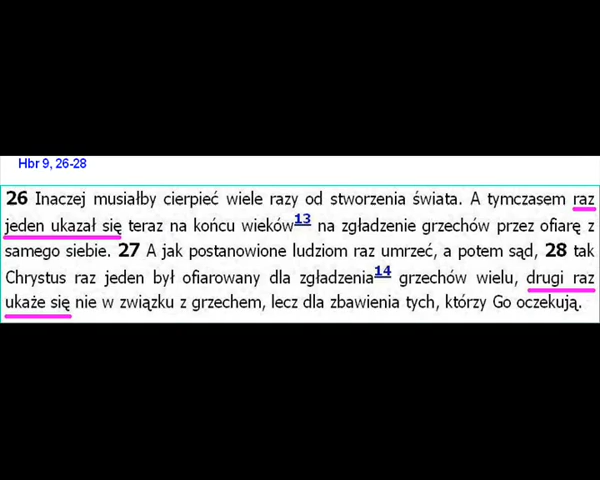 Hbr 9, 26-28
26 Inaczej musiałby cierpieć wiele razy od stworzenia świata. A tymczasem raz
jeden ukazał się teraz na końcu wieków13 na zgładzenie grzechów przez ofiarę z
samego siebie. 27 A jak postanowione ludziom raz umrzeć, a potem sąd, 28 tak
Chrystus raz jeden był ofiarowany dla zgładzenia14 grzechów wielu, drugi raz
ukaże się nie w związku z grzechem, lecz dla zbawienia tych, którzy Go oczekują.